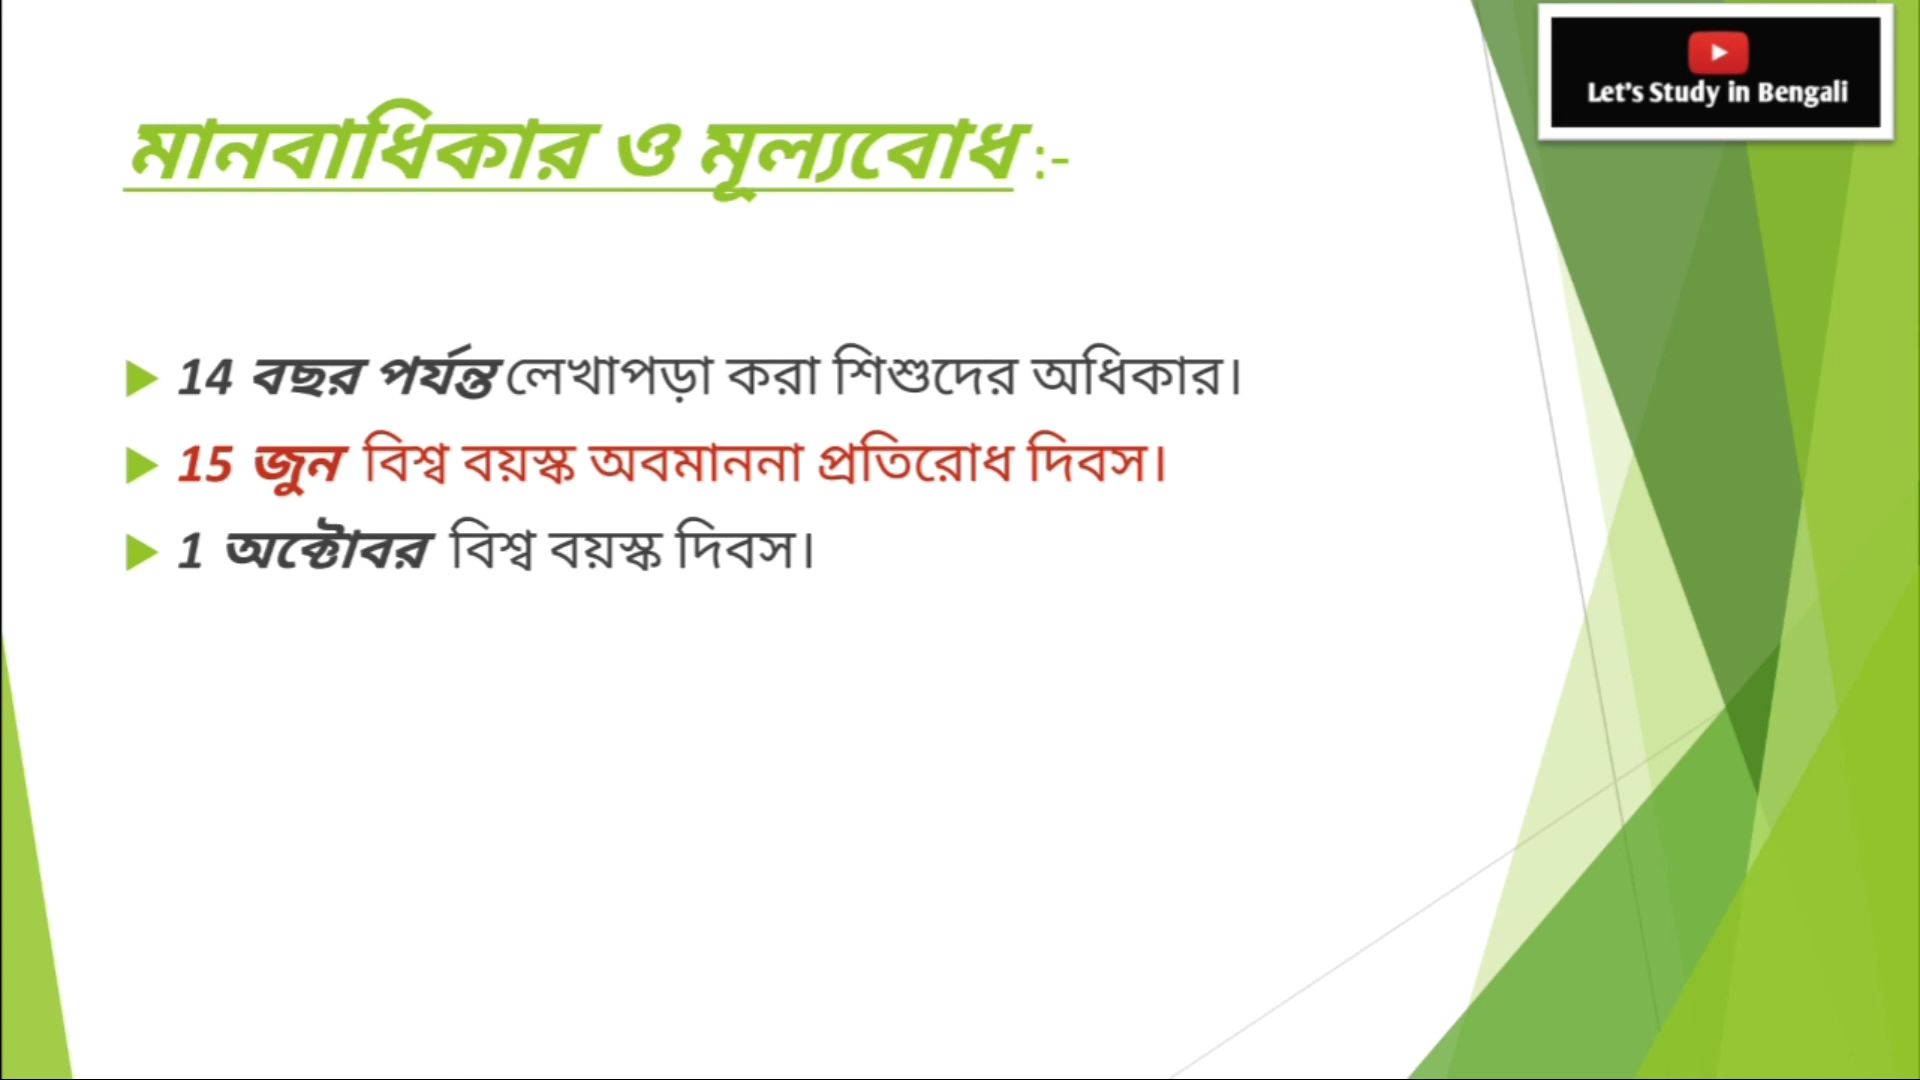 Let's Study in Bengali
মানবাধিকার ও মূল্যবোধ :-
14 বছর পর্যন্ত লেখাপড়া করা শিশুদের অধিকার।
15 জুন বিশ্ব বয়স্ক অবমাননা প্রতিরোধ দিবস।
1 অক্টোবর বিশ্ব বয়স্ক দিবস।